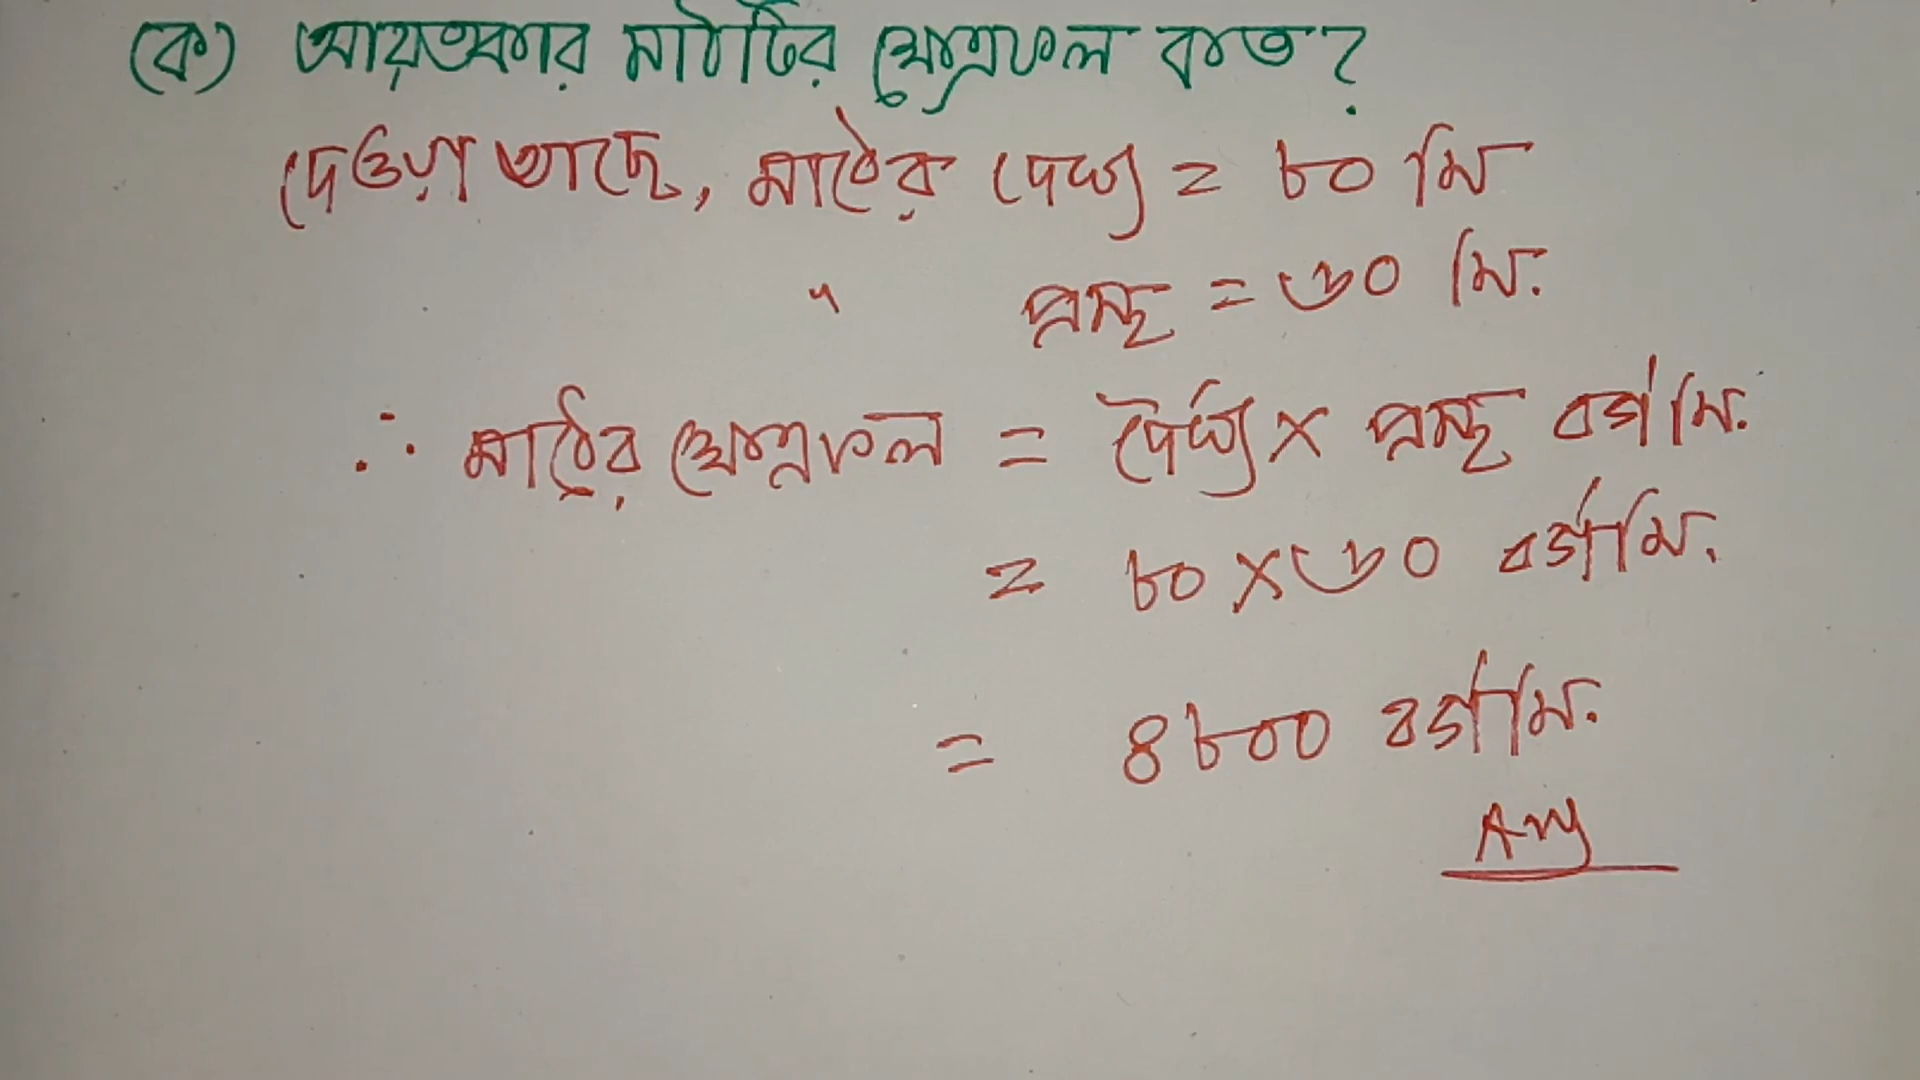 (ক) আয়তকার মাঠটির ক্ষেত্রফল কত?
দেওয়া আছে, মাঠের দৈর্ঘ্য = ৮০ মি
" প্রস্থ = ৬০ মি.
∴ মাঠের ক্ষেত্রফল = দৈর্ঘ্য × প্রস্থ বর্গমি.
= ৮০ × ৬০ বর্গমি.
= ৪৮০০ বর্গমি.
Ans